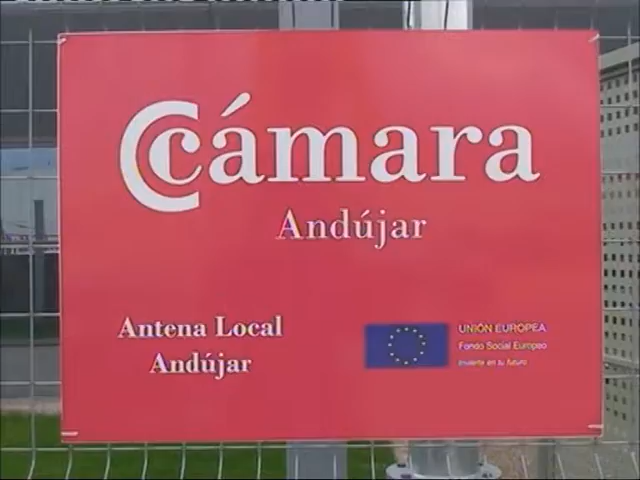 Cámara
Andújar
Antena Local
Andújar
UNIÓN EUROPEA
Fondo Social Europeo
Invierte en tu futuro